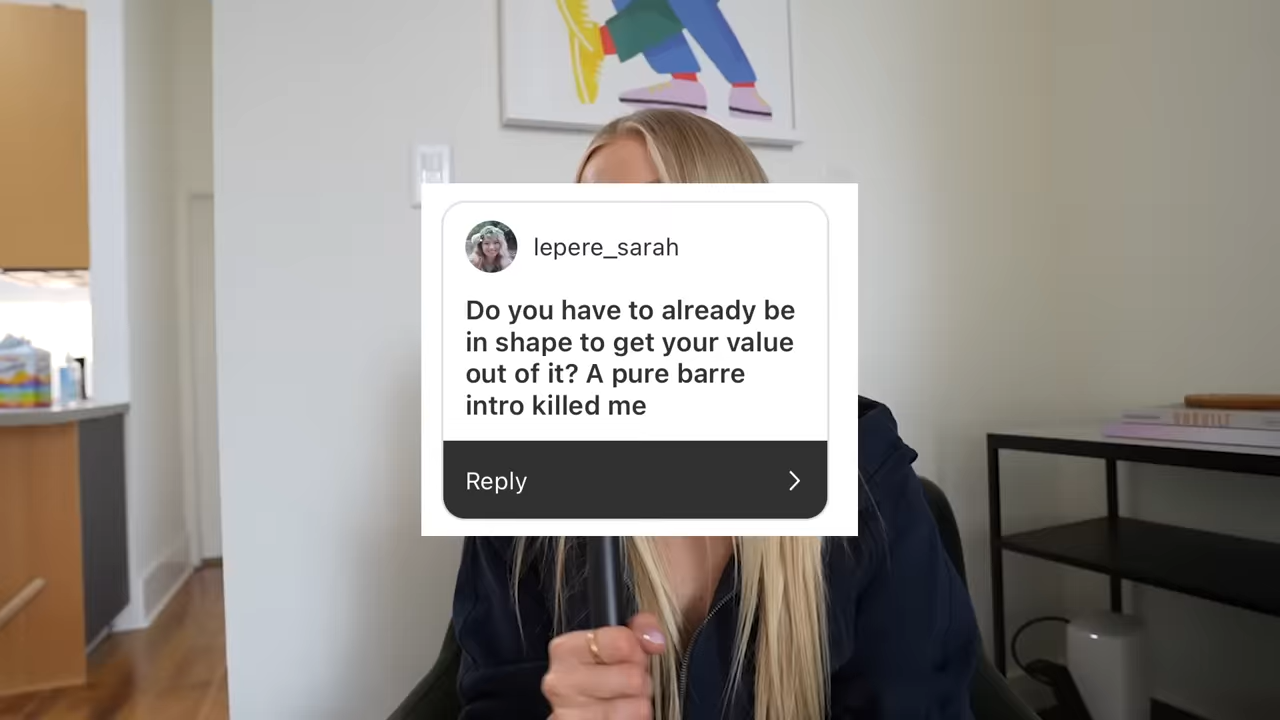 lepere_sarah
Do you have to already be
in shape to get your value
out of it? A pure barre
intro killed me
Reply